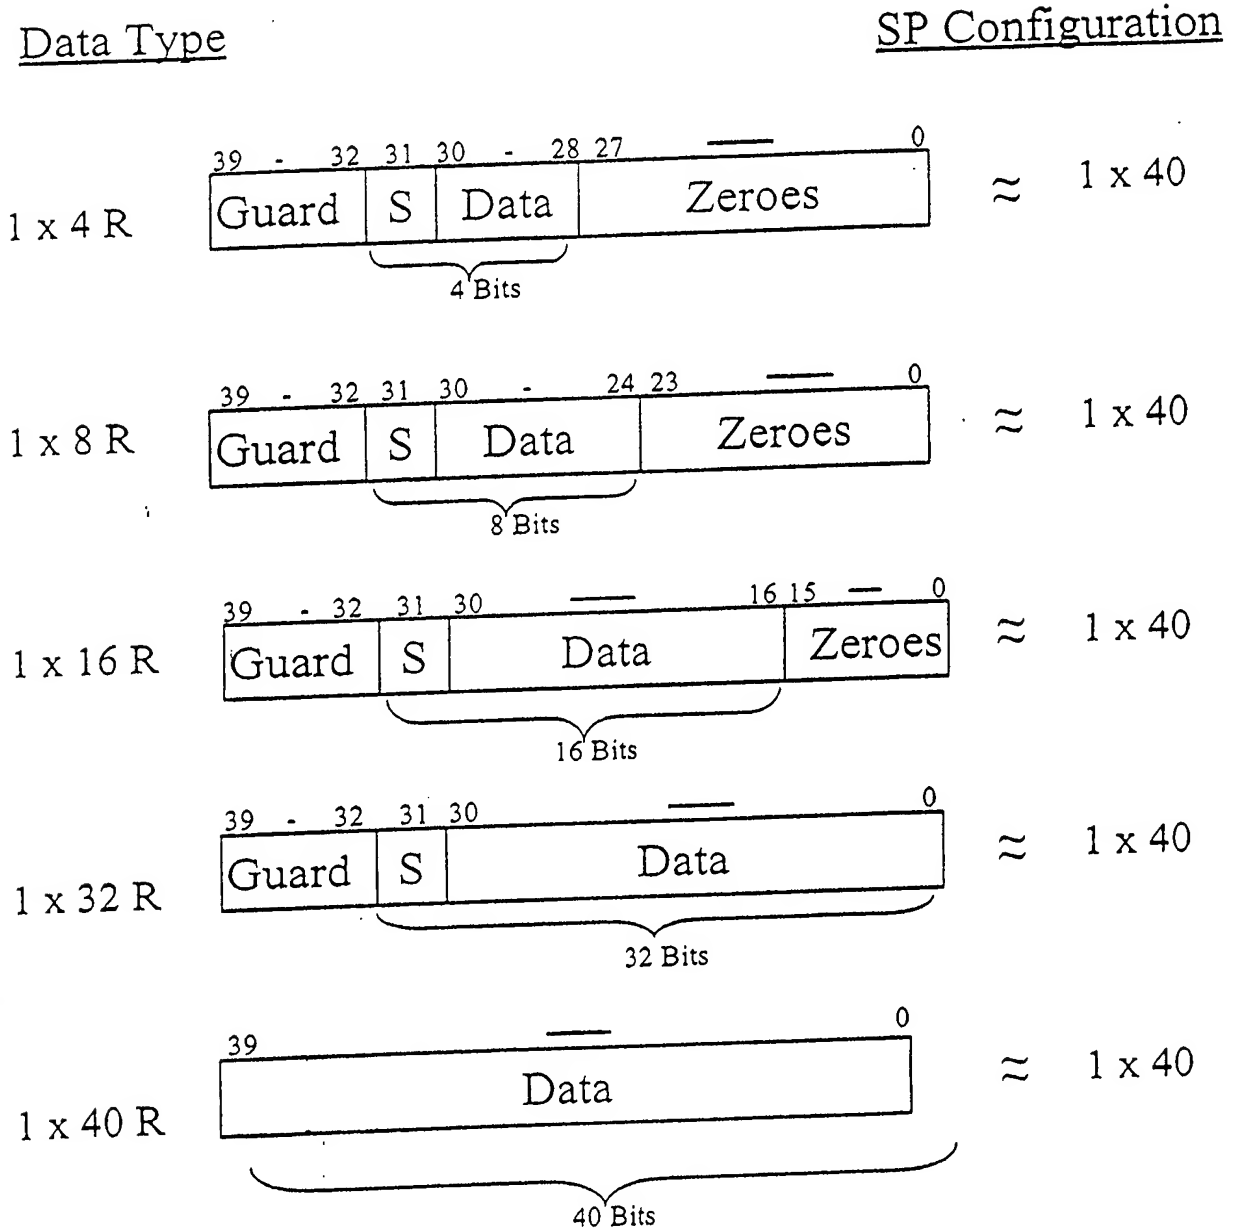 Data Type SP Configuration
39 - 32 31 30 - 28 27 — 0
1 x 4 R Guard S Data Zeroes ≈ 1 x 40
4 Bits
39 - 32 31 30 - 24 23 — 0
1 x 8 R Guard S Data Zeroes ≈ 1 x 40
8 Bits
39 - 32 31 30 — 16 15 — 0
1 x 16 R Guard S Data Zeroes ≈ 1 x 40
16 Bits
39 - 32 31 30 — 0
1 x 32 R Guard S Data ≈ 1 x 40
32 Bits
39 — 0
1 x 40 R Data ≈ 1 x 40
40 Bits